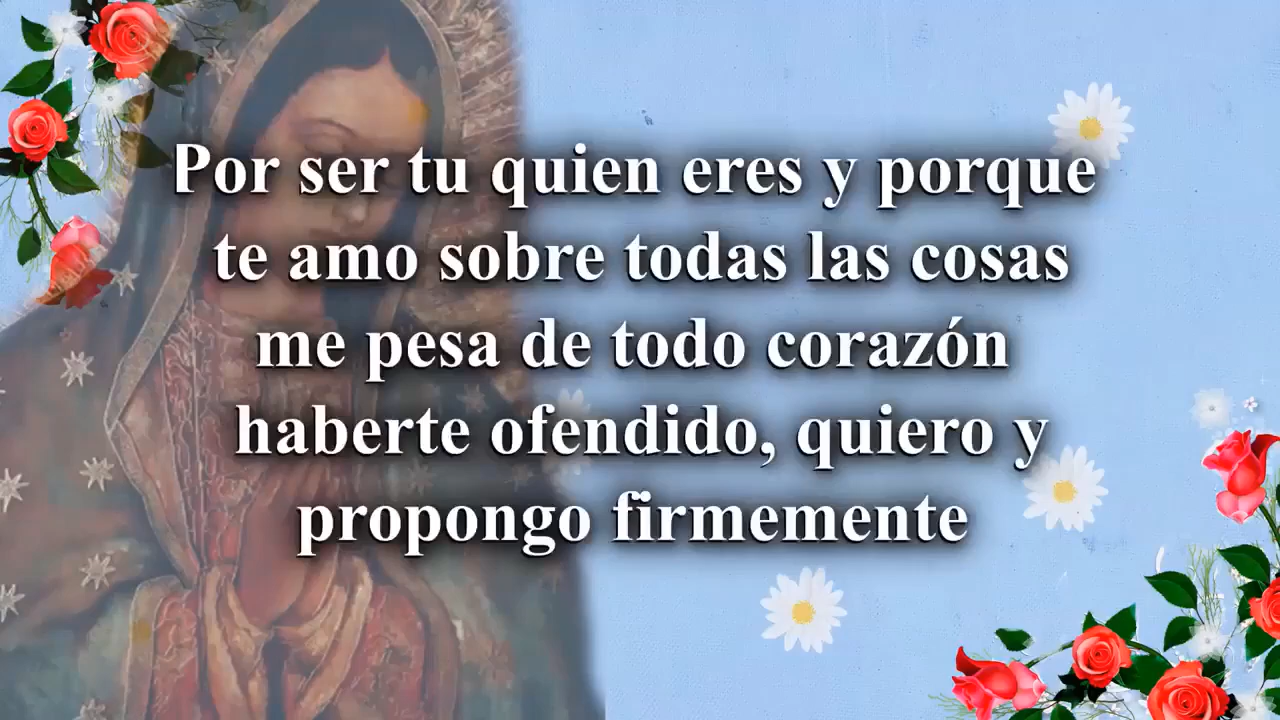 Por ser tu quien eres y porque
te amo sobre todas las cosas
me pesa de todo corazón
haberte ofendido, quiero y
propongo firmemente